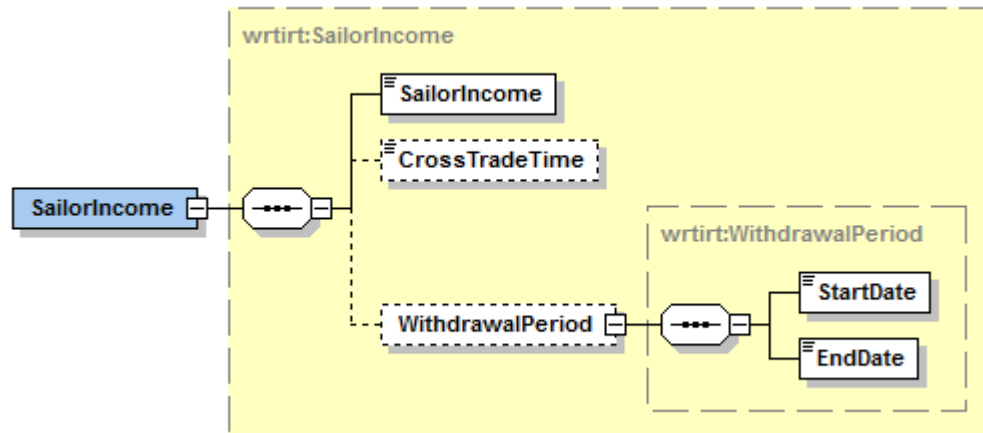 wrtirt:SailorIncome
SailorIncome
CrossTradeTime
SailorIncome
wrtirt:WithdrawalPeriod
StartDate
WithdrawalPeriod
EndDate